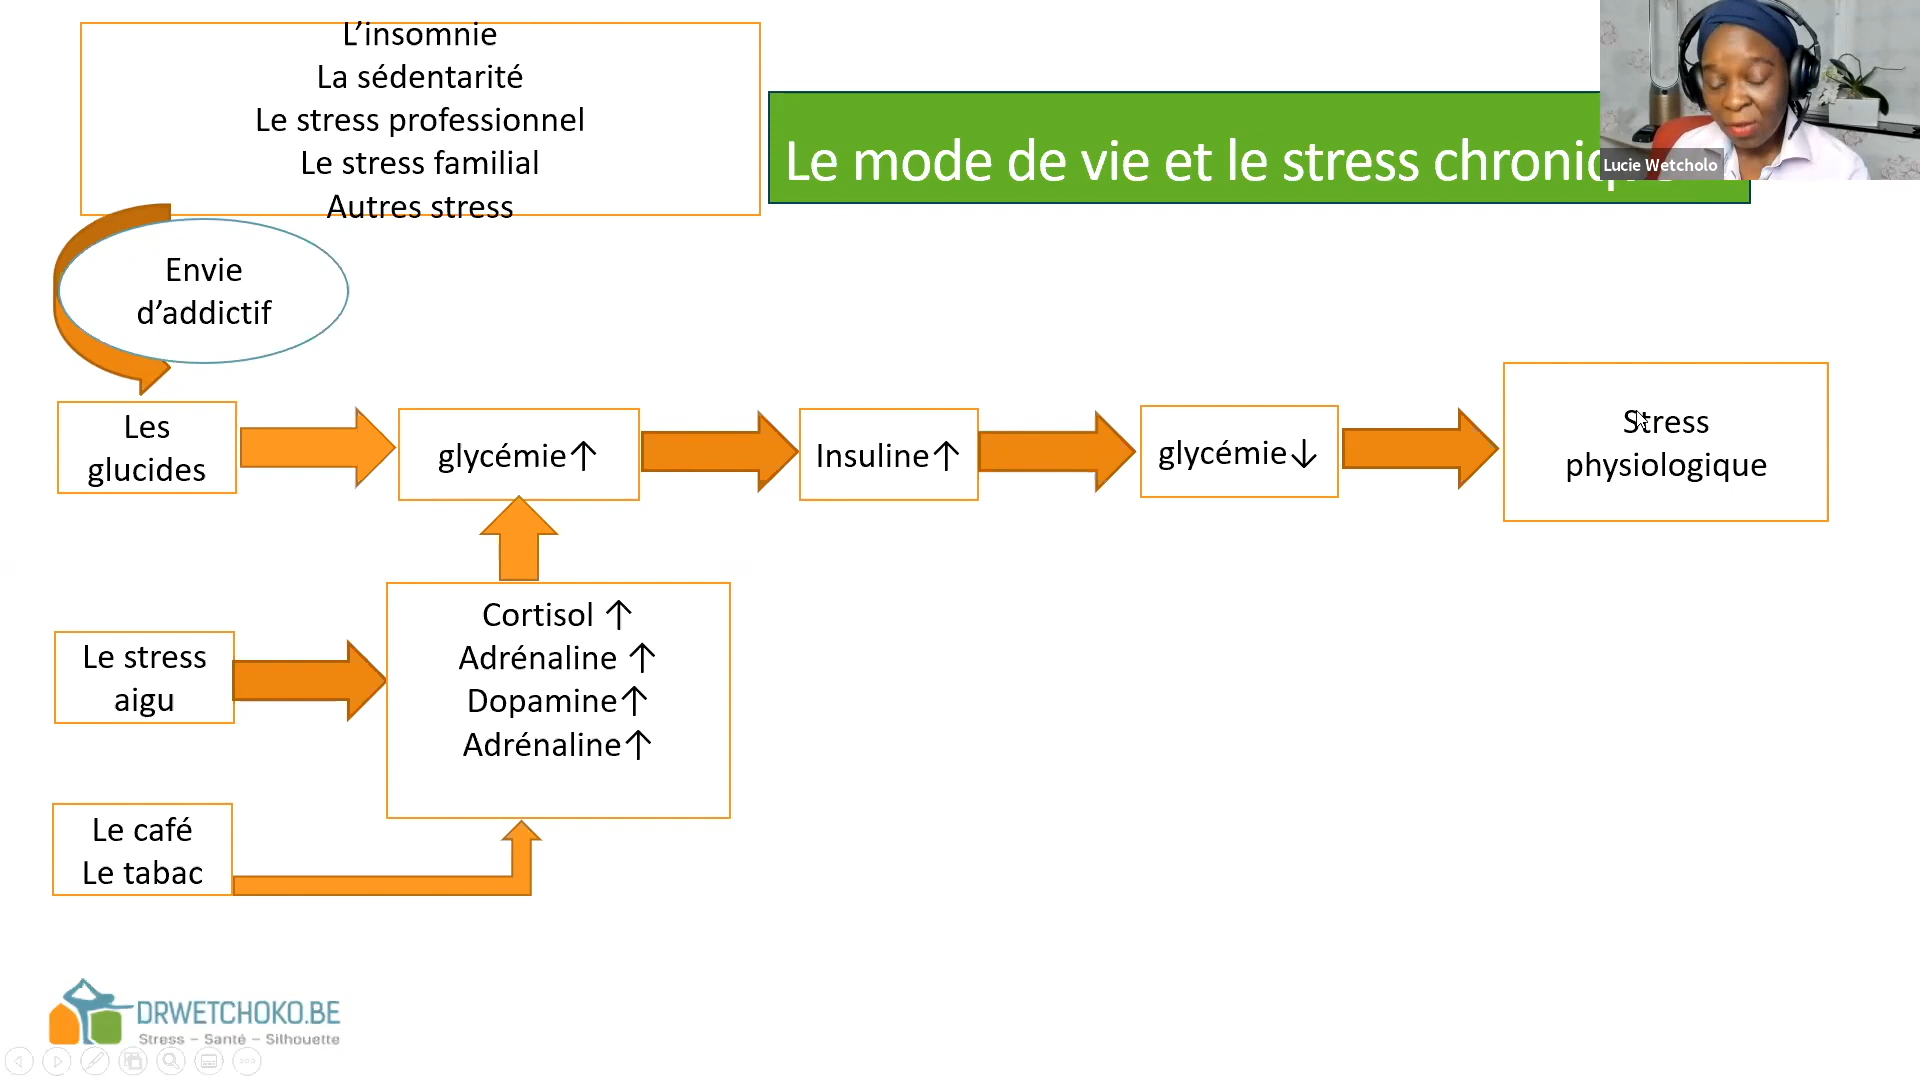 L’insomnie
La sédentarité
Le stress professionnel
Le stress familial
Autres stress
Le mode de vie et le stress chronique
Lucie Wetcholo
Envie
d’addictif
Les
glucides
glycémie↑
Insuline↑
glycémie↓
Stress
physiologique
Le stress
aigu
Cortisol ↑
Adrénaline ↑
Dopamine↑
Adrénaline↑
Le café
Le tabac
DRWETCHOKO.BE
Stress – Santé – Silhouette